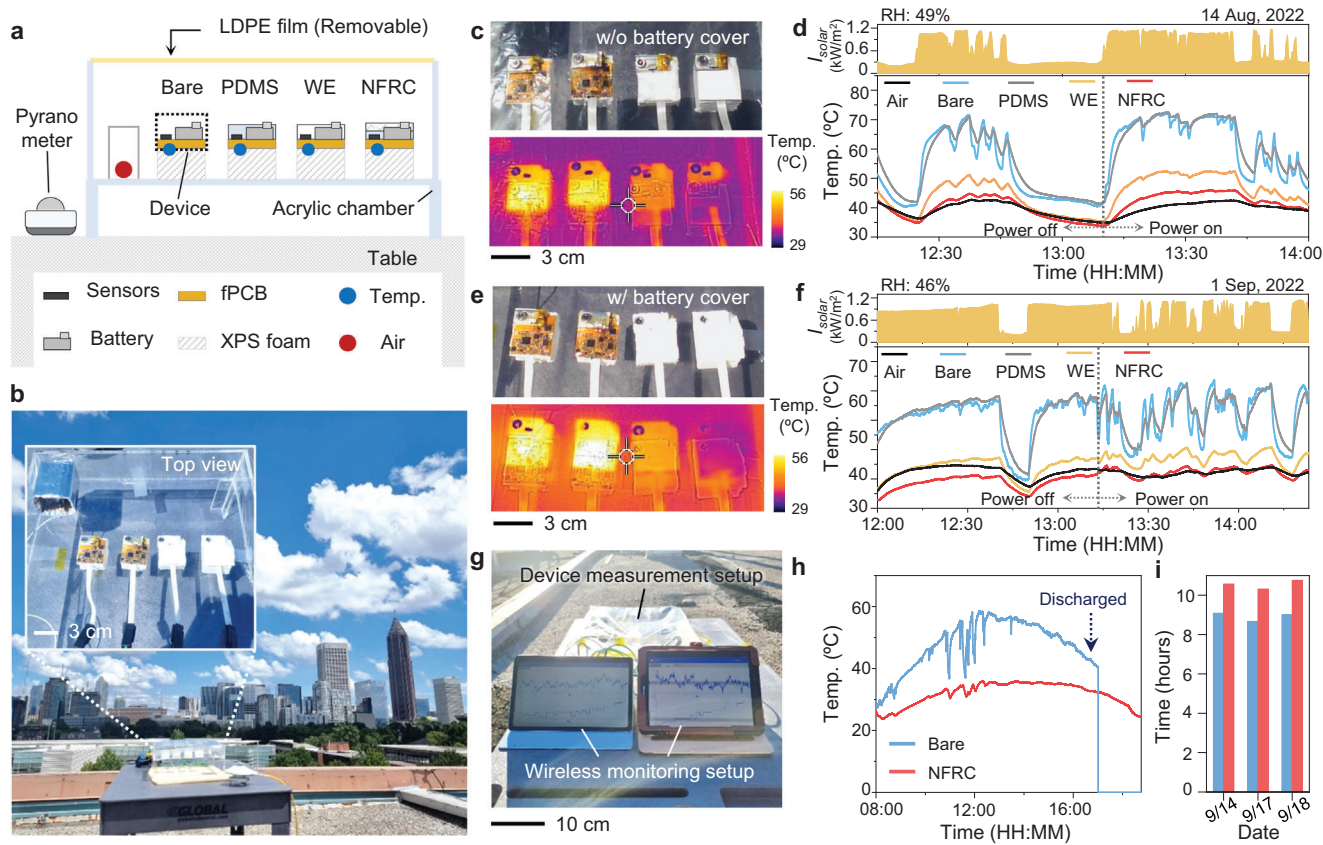 a
LDPE film (Removable)
Bare
PDMS
WE
NFRC
Pyrano
meter
Device
Acrylic chamber
Table
Sensors
fPCB
Temp.
Battery
XPS foam
Air
b
Top view
3 cm
GLOBAL
c
w/o battery cover
Temp.
(ºC)
56
29
3 cm
d
RH: 49%
14 Aug, 2022
Isolar
(kW/m²)
1.2
0.6
0
Air
Bare
PDMS
WE
NFRC
Temp. (ºC)
80
70
60
50
40
30
Power off
Power on
12:30
13:00
13:30
14:00
Time (HH:MM)
e
w/ battery cover
Temp.
(ºC)
56
29
3 cm
f
RH: 46%
1 Sep, 2022
Isolar
(kW/m²)
1.2
0.6
0
Air
Bare
PDMS
WE
NFRC
Temp. (ºC)
70
60
50
40
30
Power off
Power on
12:00
12:30
13:00
13:30
14:00
Time (HH:MM)
g
Device measurement setup
Wireless monitoring setup
10 cm
h
Temp. (ºC)
60
40
20
0
Discharged
Bare
NFRC
08:00
12:00
16:00
Time (HH:MM)
i
Time (hours)
10
8
6
4
2
0
9/14
9/17
9/18
Date